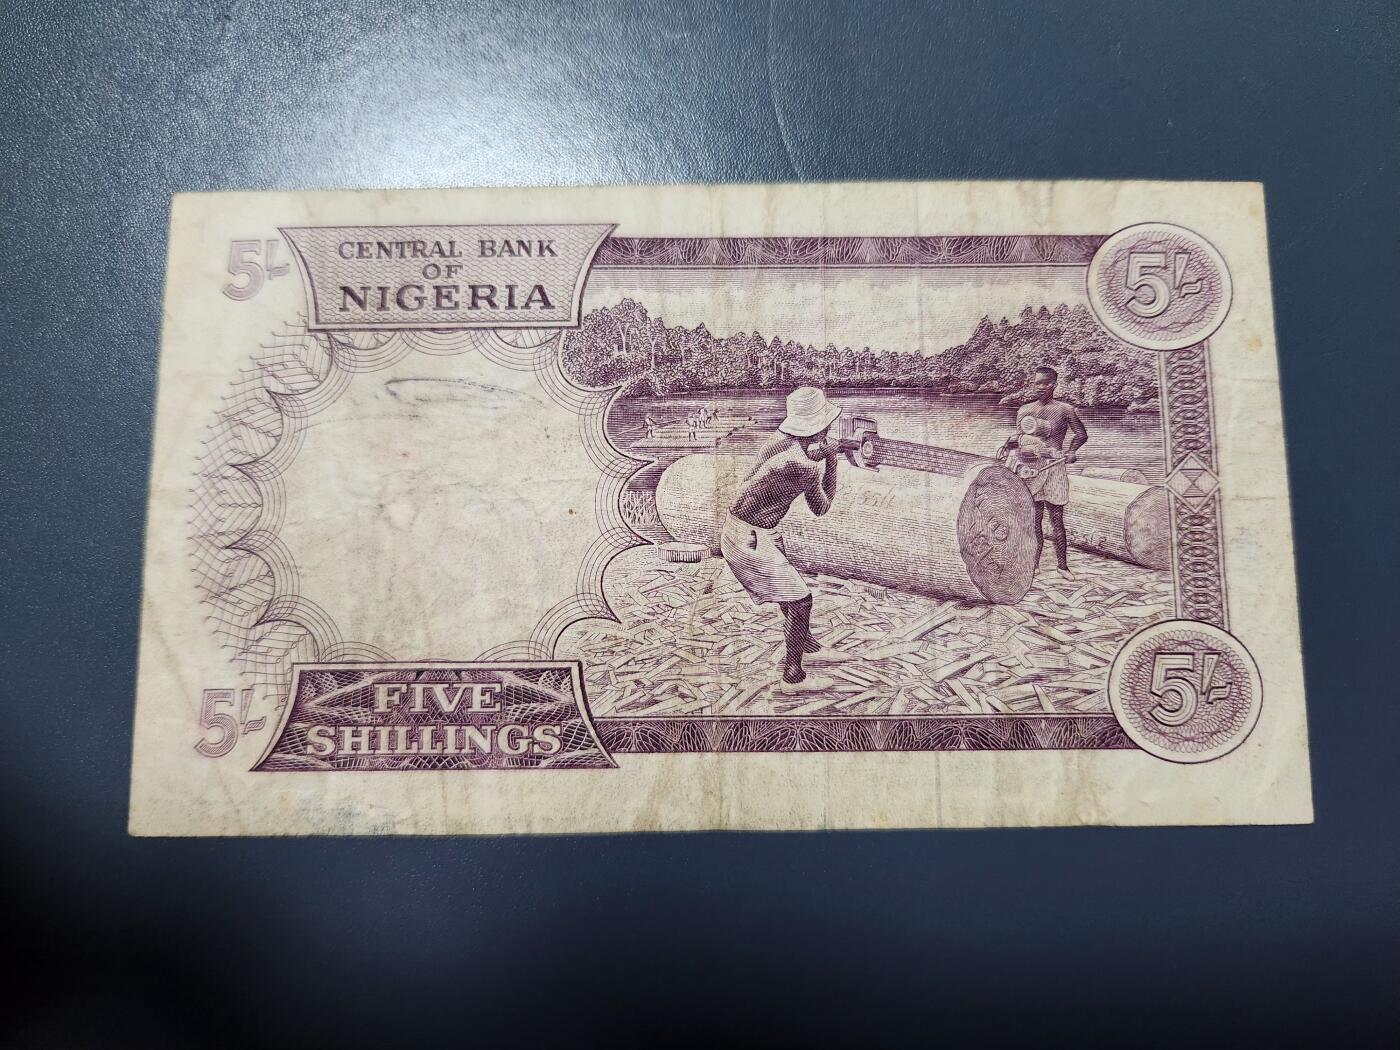 5/-
CENTRAL BANK
OF
NIGERIA
5/-
5/-
FIVE
SHILLINGS
5/-